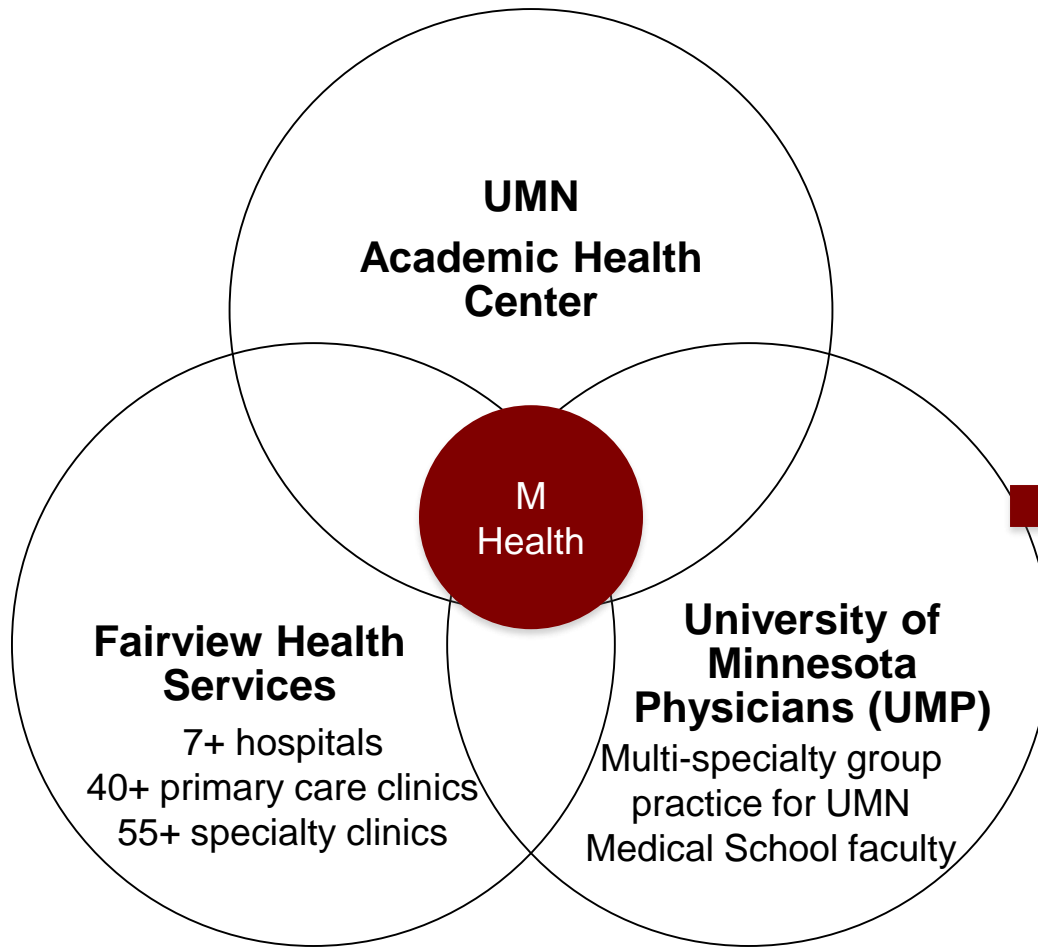 UMN
Academic Health
Center
M
Health
Fairview Health
Services
7+ hospitals
40+ primary care clinics
55+ specialty clinics
University of
Minnesota
Physicians (UMP)
Multi-specialty group
practice for UMN
Medical School faculty